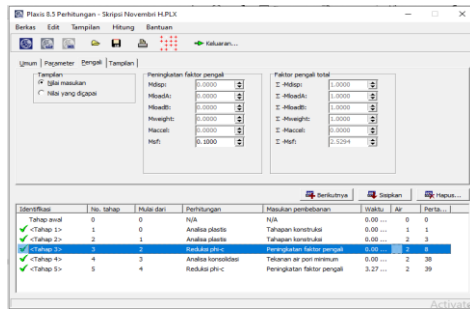 Plaxis 8.5 Perhitungan - Skripsi Novembri H.PLX
Berkas Edit Tampilan Hitung Bantuan
Keluaran...
Umum Parameter Pengali Tampilan
Tampilan
Nilai masukan
Nilai yang dicapai
Peningkatan faktor pengali
Mdisp: 0.0000
MloadA: 0.0000
MloadB: 0.0000
Mweight: 0.0000
Maccel: 0.0000
Msf: 0.1000
Faktor pengali total
Σ -Mdisp: 1.0000
Σ -MloadA: 1.0000
Σ -MloadB: 1.0000
Σ -Mweight: 1.0000
Σ -Maccel: 0.0000
Σ -Msf: 2.5294
Berikutnya Sisipkan Hapus...
Identifikasi No. tahap Mulai dari Perhitungan Masukan pembebanan Waktu Air Perta...
Tahap awal 0 0 N/A N/A 0.00 ... 0 0
<Tahap 1> 1 0 Analisa plastis Tahapan konstruksi 0.00 ... 1 1
<Tahap 2> 2 1 Analisa plastis Tahapan konstruksi 0.00 ... 2 3
<Tahap 3> 3 2 Reduksi phi-c Peningkatan faktor pengali 0.00 ... 2 8
<Tahap 4> 4 3 Analisa konsolidasi Tekanan air pori minimum 0.00 ... 2 38
<Tahap 5> 5 4 Reduksi phi-c Peningkatan faktor pengali 3.27 ... 2 39
Activate